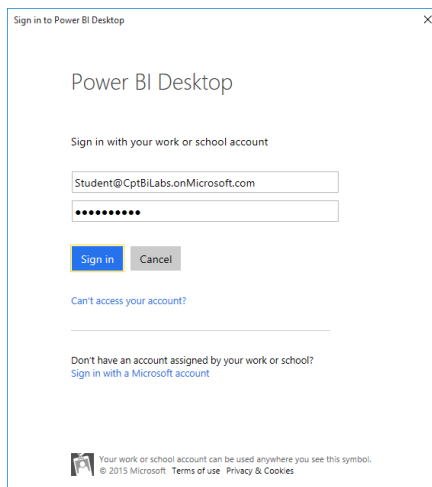 Sign in to Power BI Desktop
Power BI Desktop
Sign in with your work or school account
Student@CptBiLabs.onMicrosoft.com
●●●●●●●●●●
Sign in Cancel
Can't access your account?
Don't have an account assigned by your work or school?
Sign in with a Microsoft account
Your work or school account can be used anywhere you see this symbol.
© 2015 Microsoft Terms of use Privacy & Cookies